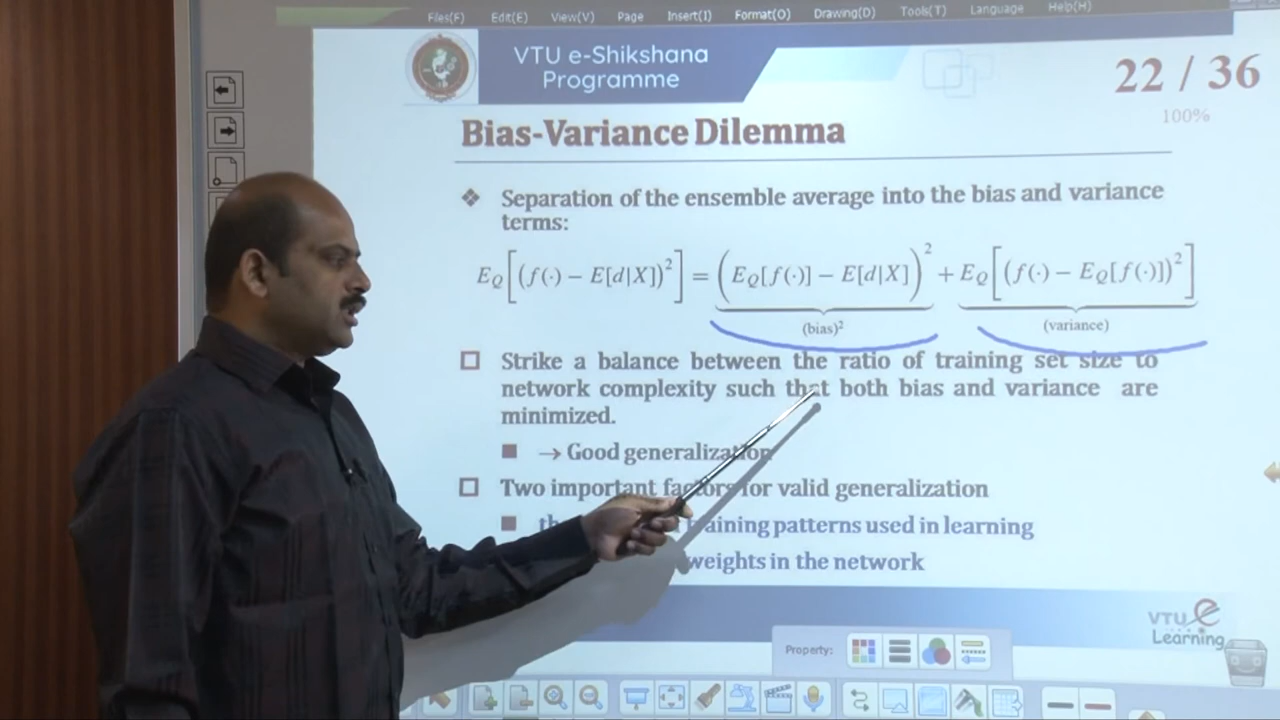 Files(F) Edit(E) View(V) Page Insert(I) Format(O) Drawing(D) Tools(T) Language Help(H)
VTU e-Shikshana
Programme
22 / 36
100%
Bias-Variance Dilemma
❖ Separation of the ensemble average into the bias and variance
terms:
E_Q[(f(·) − E[d|X])²] = (E_Q[f(·)] − E[d|X])² + E_Q[(f(·) − E_Q[f(·)])²]
(bias)² (variance)
Strike a balance between the ratio of training set size to
network complexity such that both bias and variance are
minimized.
→ Good generalization
Two important factors for valid generalization
training patterns used in learning
weights in the network
VTU e
Learning
Property: